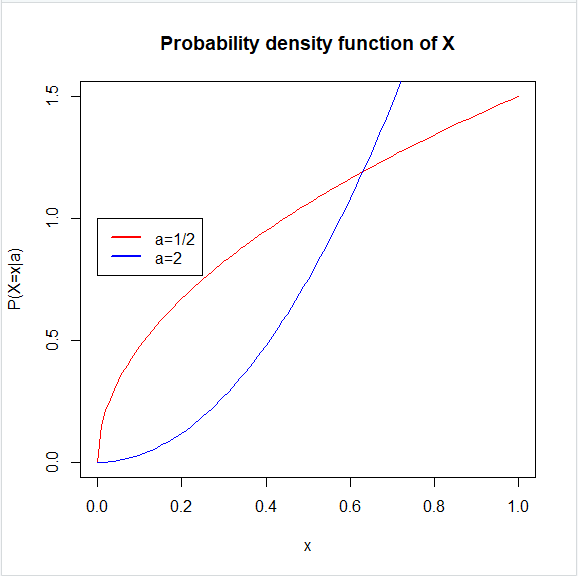 Probability density function of X
P(X=x|a)
1.5
1.0
0.5
0.0
a=1/2
a=2
0.0 0.2 0.4 0.6 0.8 1.0
x